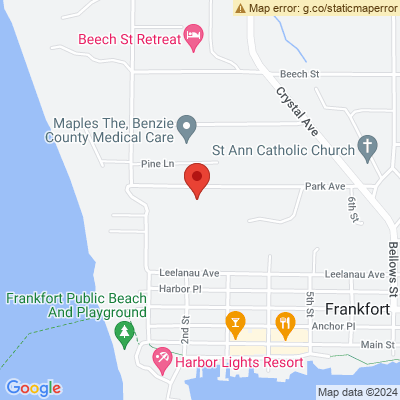 Map error: g.co/staticmaperror
Beech St Retreat
Beech St
Crystal Ave
Maples The, Benzie
County Medical Care
St Ann Catholic Church
Pine Ln
Park Ave
6th St
Bellows St
Leelanau Ave
Leelanau Ave
Harbor Pl
Frankfort Public Beach
And Playground
2nd St
5th St
Frankfort
Anchor Pl
Main St
Harbor Lights Resort
Google
Map data ©2024